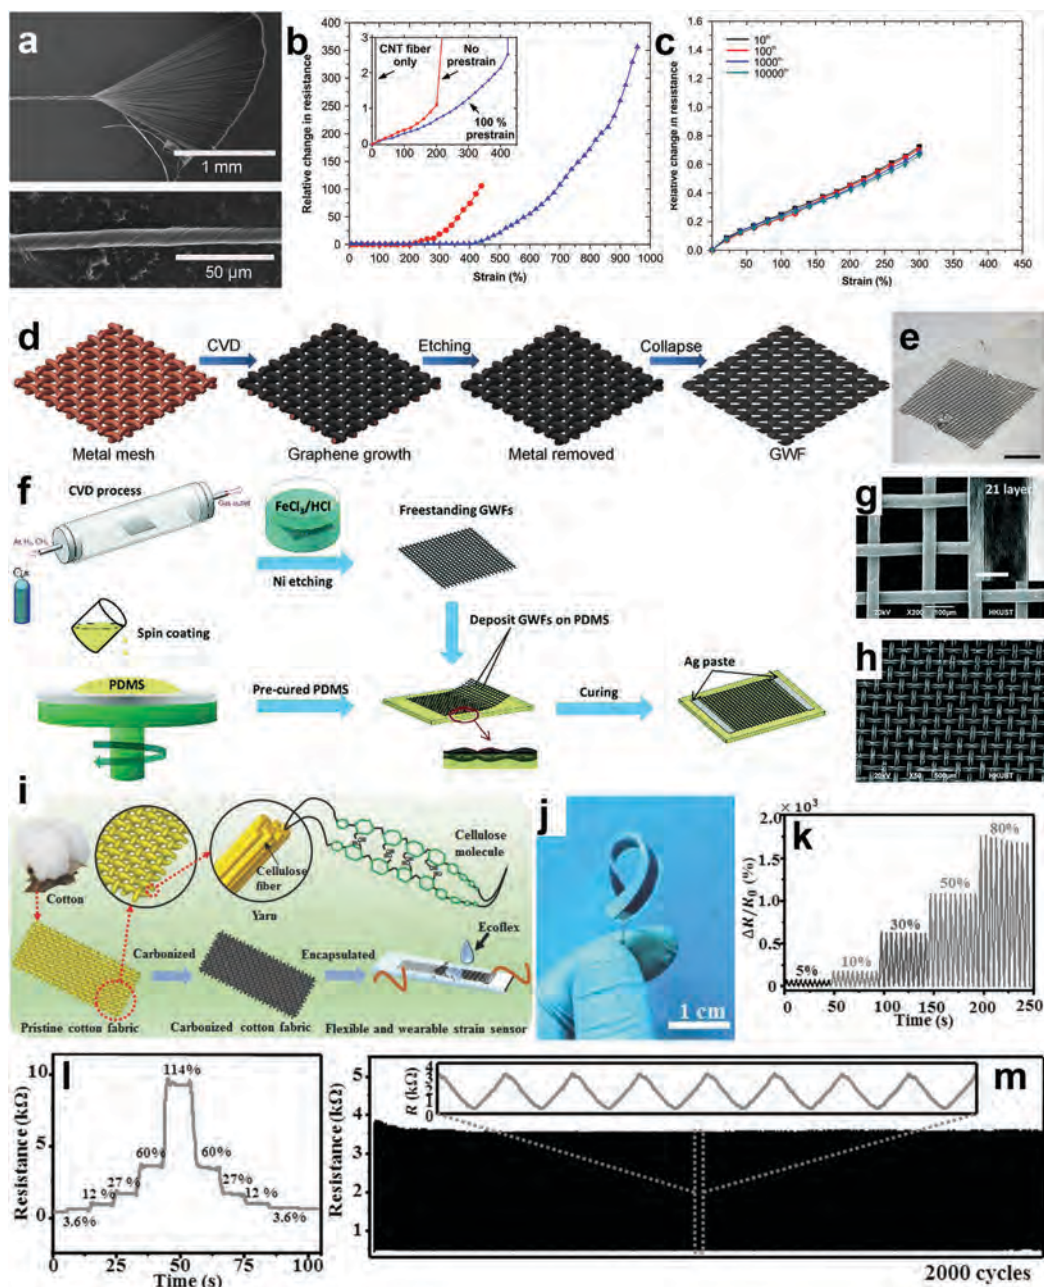 a
1 mm
50 µm
b
Relative change in resistance
400
350
300
250
200
150
100
50
0
0 100 200 300 400 500 600 700 800 900 1000
Strain (%)
3
2
1
0
0 100 200 300 400
CNT fiber
only
No
prestrain
100 %
prestrain
c
Relative change in resistance
1.6
1.4
1.2
1.0
0.8
0.6
0.4
0.2
0.0
10th
100th
1000th
10000th
0 50 100 150 200 250 300 350 400 450
Strain (%)
d
CVD
Etching
Collapse
Metal mesh
Graphene growth
Metal removed
GWF
e
f
CVD process
Gas outlet
FeCl3/HCl
Ni etching
Freestanding GWFs
Spin coating
PDMS
Pre-cured PDMS
Deposit GWFs on PDMS
Curing
Ag paste
g
21 layer
20kV X200 100µm HKUST
h
20kV X50 500µm HKUST
i
Cotton
Cellulose
fiber
Yarn
Cellulose
molecule
Ecoflex
Carbonized
Encapsulated
Pristine cotton fabric
Carbonized cotton fabric
Flexible and wearable strain sensor
j
1 cm
k
× 10³
ΔR/R0 (%)
2.0
1.5
1.0
0.5
0
5%
10%
30%
50%
80%
0 50 100 150 200 250
Time (s)
l
Resistance (kΩ)
10
5
0
3.6%
12 %
27 %
60%
114%
60%
27%
12 %
3.6%
0 25 50 75 100
Time (s)
m
Resistance (kΩ)
5
4
3
2
1
R (kΩ)
4
3
2
1
0
2000 cycles